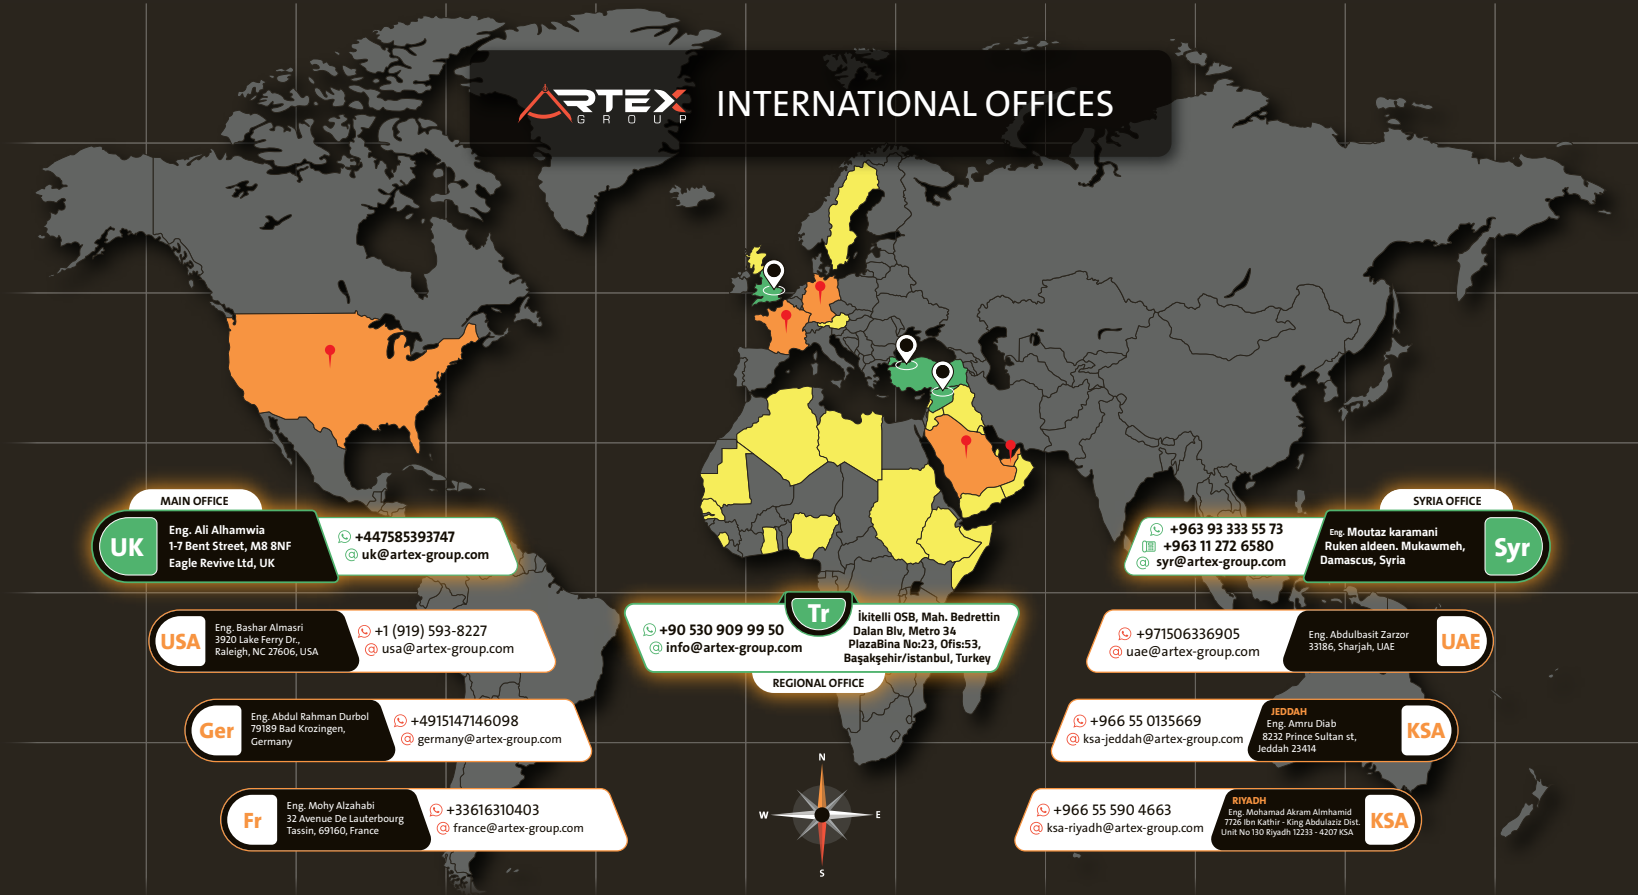 ARTEX
GROUP
INTERNATIONAL OFFICES
MAIN OFFICE
UK
Eng. Ali Alhamwia
1-7 Bent Street, M8 8NF
Eagle Revive Ltd, UK
+447585393747
@ uk@artex-group.com
USA
Eng. Bashar Almasri
3920 Lake Ferry Dr.,
Raleigh, NC 27606, USA
+1 (919) 593-8227
@ usa@artex-group.com
Ger
Eng. Abdul Rahman Durbol
79189 Bad Krozingen,
Germany
+4915147146098
@ germany@artex-group.com
Fr
Eng. Mohy Alzahabi
32 Avenue De Lauterbourg
Tassin, 69160, France
+33616310403
@ france@artex-group.com
Tr
+90 530 909 99 50
@ info@artex-group.com
İkitelli OSB, Mah. Bedrettin
Dalan Blv, Metro 34
PlazaBina No:23, Ofis:53,
Başakşehir/istanbul, Turkey
REGIONAL OFFICE
N
W
E
S
SYRIA OFFICE
+963 93 333 55 73
+963 11 272 6580
@ syr@artex-group.com
Eng. Moutaz karamani
Ruken aldeen. Mukawmeh,
Damascus, Syria
Syr
+971506336905
@ uae@artex-group.com
Eng. Abdulbasit Zarzor
33186, Sharjah, UAE
UAE
+966 55 0135669
@ ksa-jeddah@artex-group.com
JEDDAH
Eng. Amru Diab
8232 Prince Sultan st,
Jeddah 23414
KSA
+966 55 590 4663
@ ksa-riyadh@artex-group.com
RIYADH
Eng. Mohamad Akram Almhamid
7726 Ibn Kathir - King Abdulaziz Dist.
Unit No 130 Riyadh 12233 - 4207 KSA
KSA